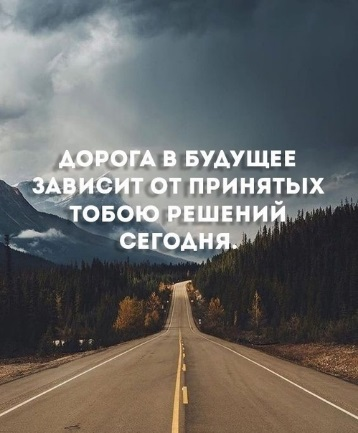 ДОРОГА В БУДУЩЕЕ
ЗАВИСИТ ОТ ПРИНЯТЫХ
ТОБОЮ РЕШЕНИЙ
СЕГОДНЯ.